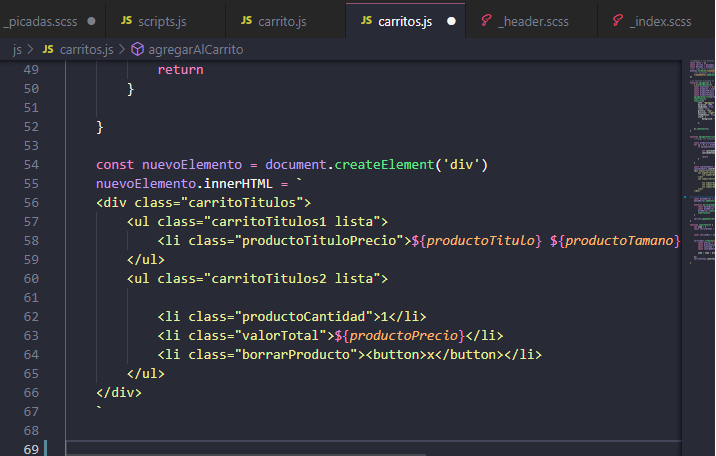 _picadas.scss
JS scripts.js
JS carrito.js
JS carritos.js
_header.scss
_index.scss
js > JS carritos.js > agregarAlCarrito
49 return
50 }
51
52 }
53
54 const nuevoElemento = document.createElement('div')
55 nuevoElemento.innerHTML = `
56 <div class="carritoTitulos">
57 <ul class="carritoTitulos1 lista">
58 <li class="productoTituloPrecio">${productoTitulo} ${productoTamano}
59 </ul>
60 <ul class="carritoTitulos2 lista">
61
62 <li class="productoCantidad">1</li>
63 <li class="valorTotal">${productoPrecio}</li>
64 <li class="borrarProducto"><button>x</button></li>
65 </ul>
66 </div>
67 `
68
69